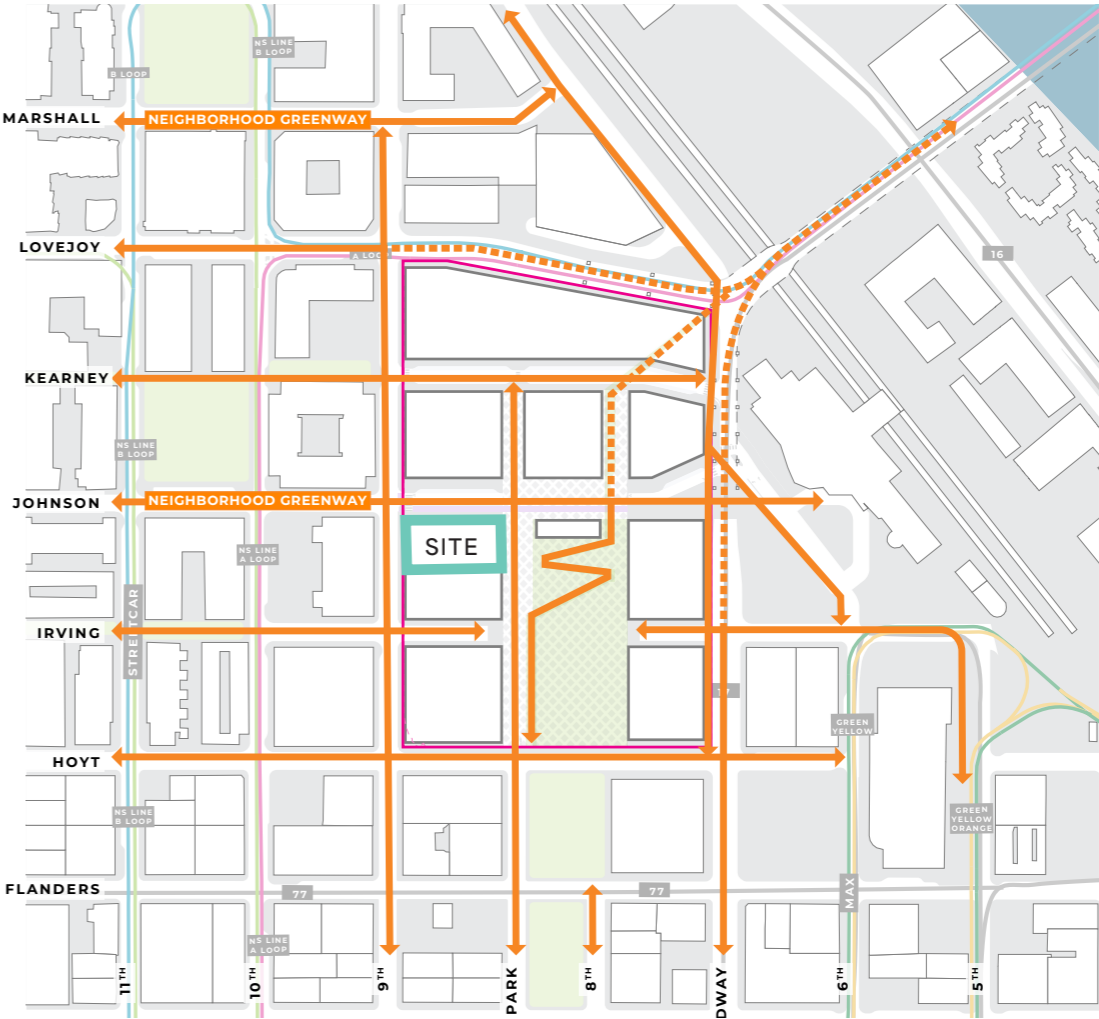 NS LINE
B LOOP
B LOOP
MARSHALL
NEIGHBORHOOD GREENWAY
LOVEJOY
A LOOP
16
KEARNEY
NS LINE
B LOOP
JOHNSON
NEIGHBORHOOD GREENWAY
SITE
NS LINE
A LOOP
STREETCAR
IRVING
17
GREEN
YELLOW
HOYT
NS LINE
B LOOP
GREEN
YELLOW
ORANGE
FLANDERS
77
77
MAX
NS LINE
A LOOP
11TH
10TH
9TH
PARK
8TH
DWAY
6TH
5TH